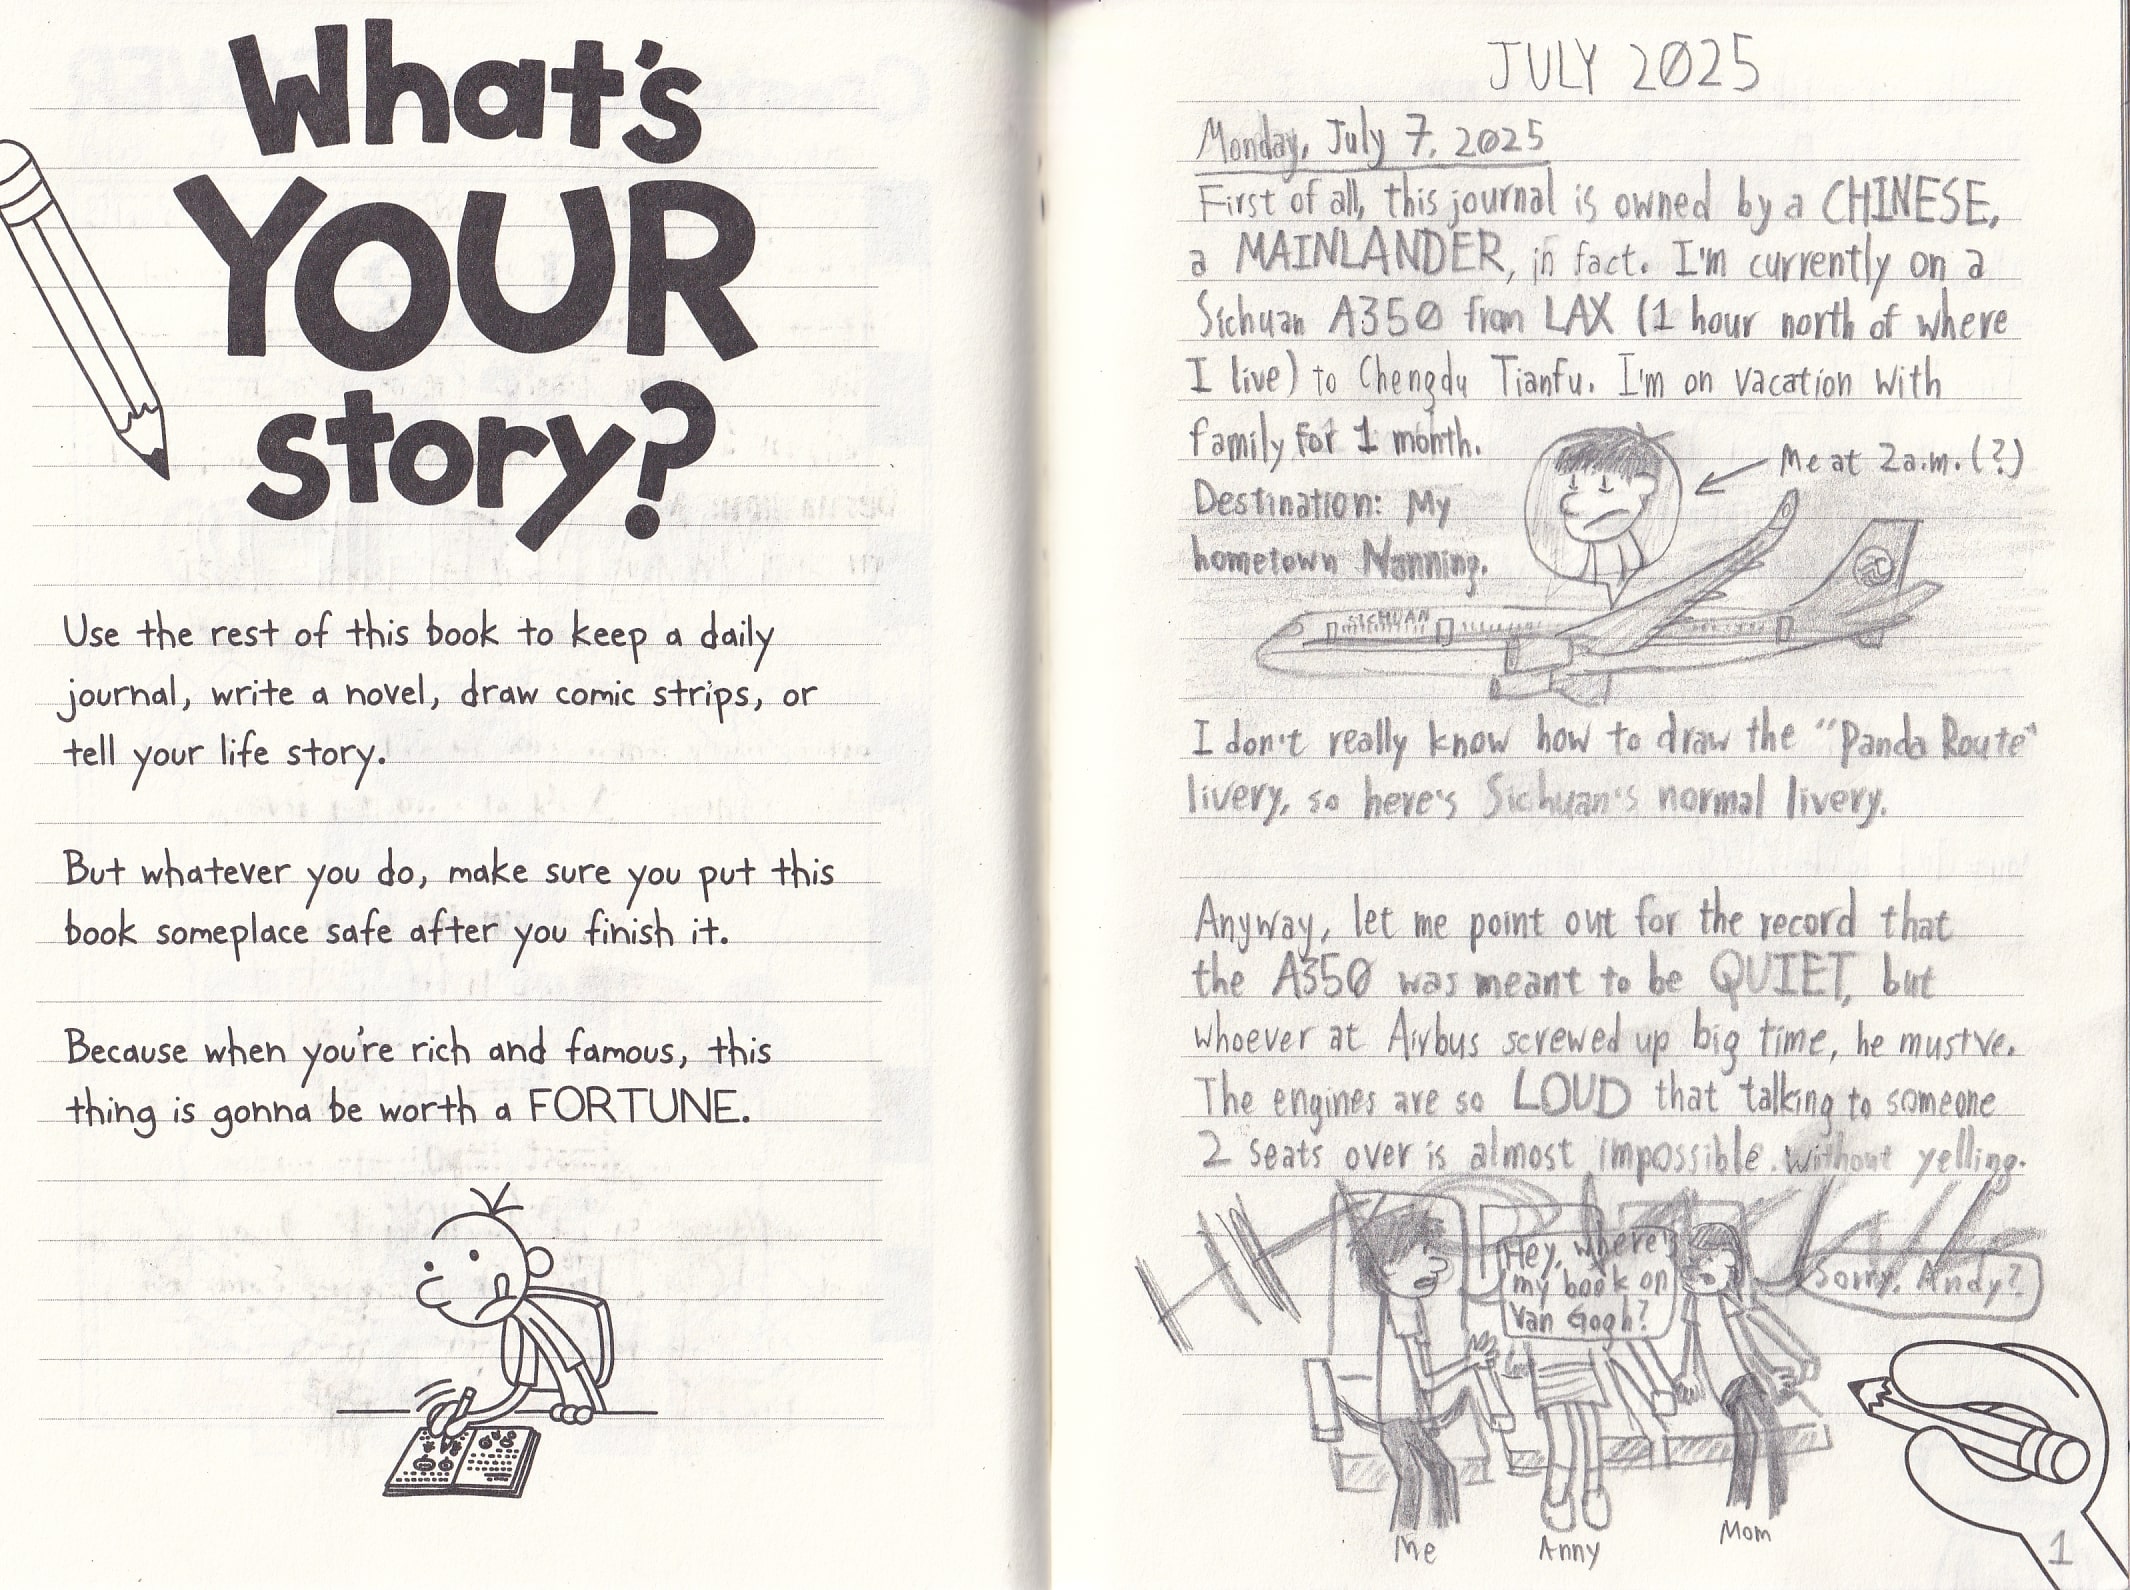 What's
YOUR
story?
Use the rest of this book to keep a daily
journal, write a novel, draw comic strips, or
tell your life story.
But whatever you do, make sure you put this
book someplace safe after you finish it.
Because when you're rich and famous, this
thing is gonna be worth a FORTUNE.
JULY 2025
Monday, July 7, 2025
First of all, this journal is owned by a CHINESE,
a MAINLANDER, in fact. I'm currently on a
Sichuan A350 from LAX (1 hour north of where
I live) to Chengdu Tianfu. I'm on vacation with
family for 1 month.
Me at 2a.m. (?)
Destination: My
hometown Nanning.
SICHUAN
I don't really know how to draw the "Panda Route"
livery, so here's Sichuan's normal livery.
Anyway, let me point out for the record that
the A350 was meant to be QUIET, but
whoever at Airbus screwed up big time, he mustve.
The engines are so LOUD that talking to someone
2 seats over is almost impossible without yelling.
Hey, where's
my book on
Van Gogh?
Sorry, Andy?
Me
Anny
Mom
1